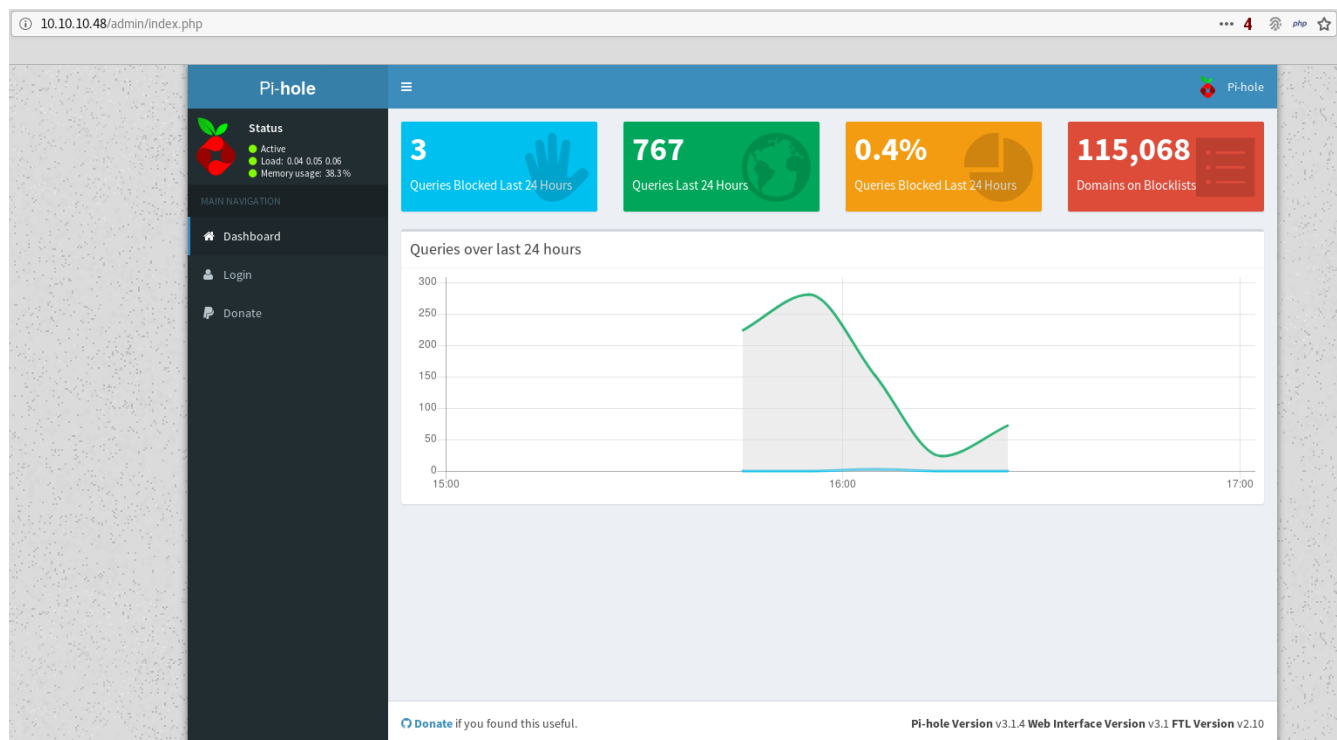 10.10.10.48/admin/index.php
4
php
Pi-hole
Pi-hole
Status
Active
Load: 0.04 0.05 0.06
Memory usage: 38.3 %
MAIN NAVIGATION
Dashboard
Login
Donate
3
Queries Blocked Last 24 Hours
767
Queries Last 24 Hours
0.4%
Queries Blocked Last 24 Hours
115,068
Domains on Blocklists
Queries over last 24 hours
300
250
200
150
100
50
0
15:00 16:00 17:00
Donate if you found this useful.
Pi-hole Version v3.1.4 Web Interface Version v3.1 FTL Version v2.10